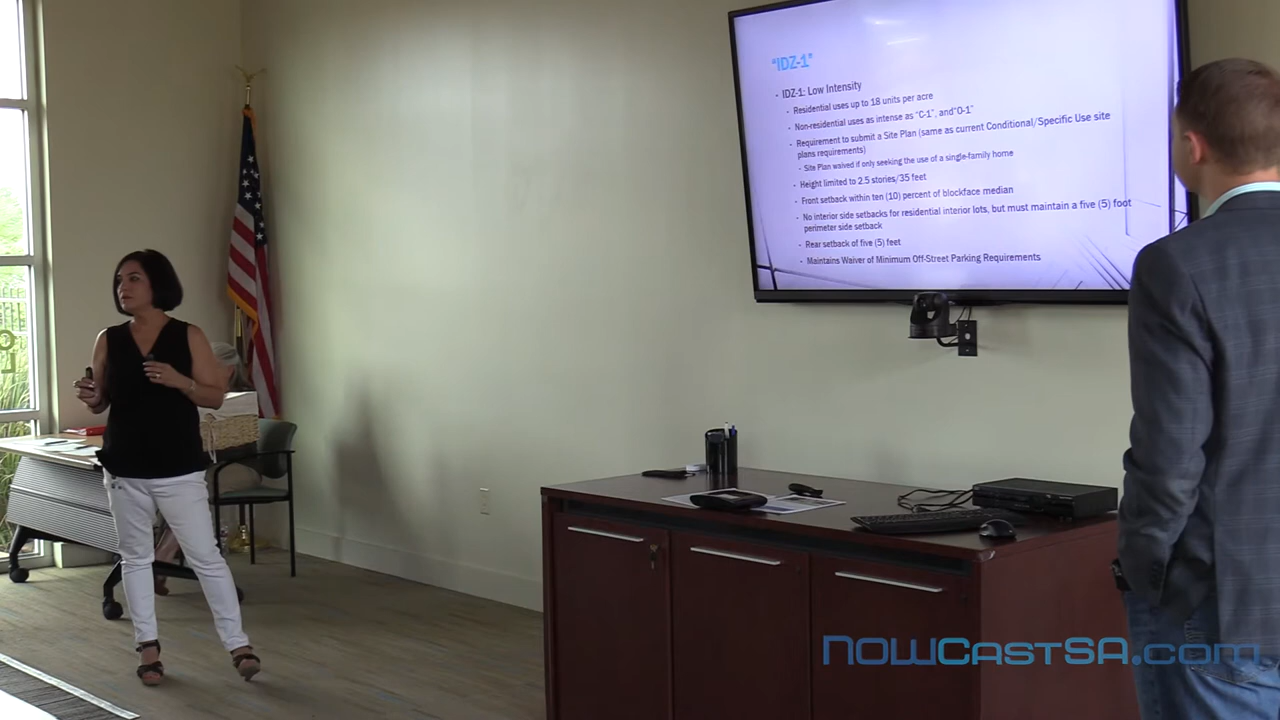 "IDZ-1"
• IDZ-1: Low Intensity
• Residential uses up to 18 units per acre
• Non-residential uses as intense as "C-1", and"O-1"
• Requirement to submit a Site Plan (same as current Conditional/Specific Use site
plans requirements)
• Site Plan waived if only seeking the use of a single-family home
• Height limited to 2.5 stories/35 feet
• Front setback within ten (10) percent of blockface median
• No interior side setbacks for residential interior lots, but must maintain a five (5) foot
perimeter side setback
• Rear setback of five (5) feet
• Maintains Waiver of Minimum Off-Street Parking Requirements
NOWCastSA.com